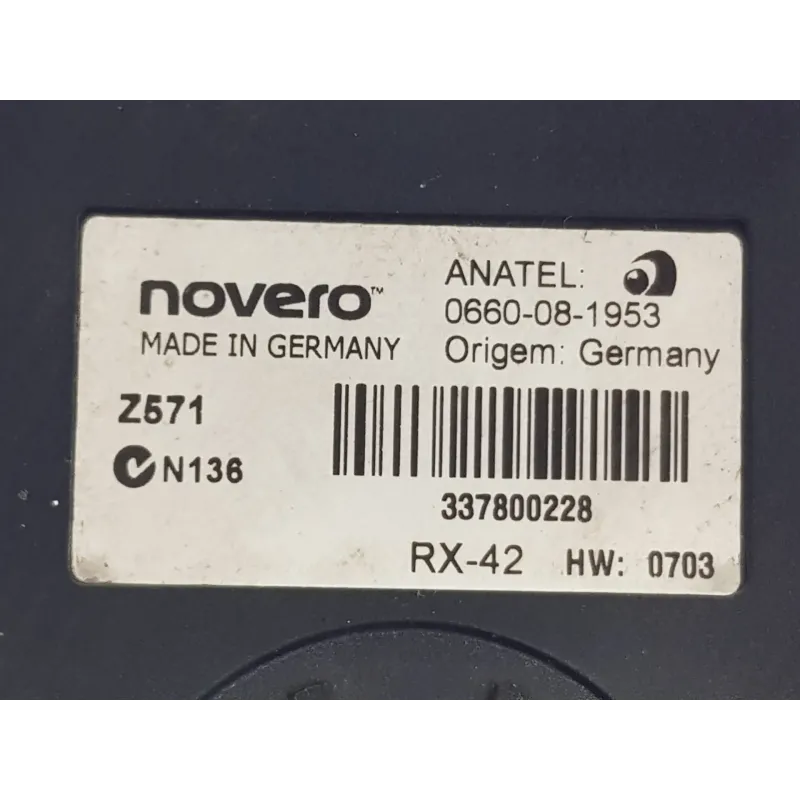 novero™
MADE IN GERMANY
ANATEL:
0660-08-1953
Origem: Germany
Z571
N136
337800228
RX-42 HW: 0703